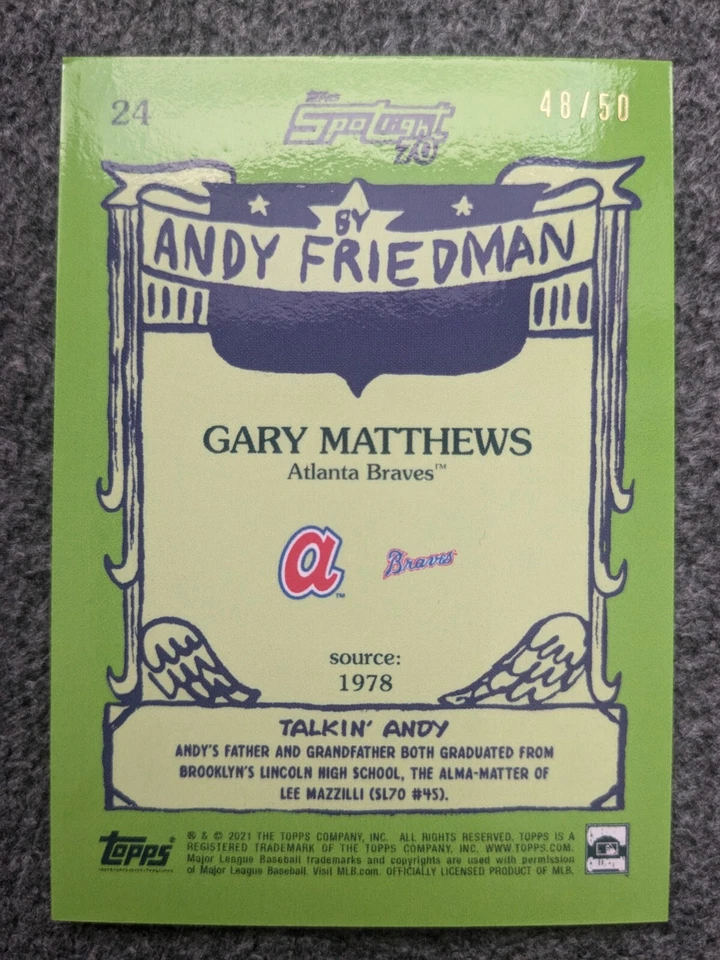 24
Topps
Spotlight
70
48/50
BY
ANDY FRIEDMAN
GARY MATTHEWS
Atlanta Braves™
a™
Braves
source:
1978
TALKIN' ANDY
ANDY'S FATHER AND GRANDFATHER BOTH GRADUATED FROM
BROOKLYN'S LINCOLN HIGH SCHOOL, THE ALMA-MATTER OF
LEE MAZZILLI (SL70 #45).
topps®
® & © 2021 THE TOPPS COMPANY, INC. ALL RIGHTS RESERVED. TOPPS IS A
REGISTERED TRADEMARK OF THE TOPPS COMPANY, INC. WWW.TOPPS.COM.
Major League Baseball trademarks and copyrights are used with permission
of Major League Baseball. Visit MLB.com. OFFICIALLY LICENSED PRODUCT OF MLB.